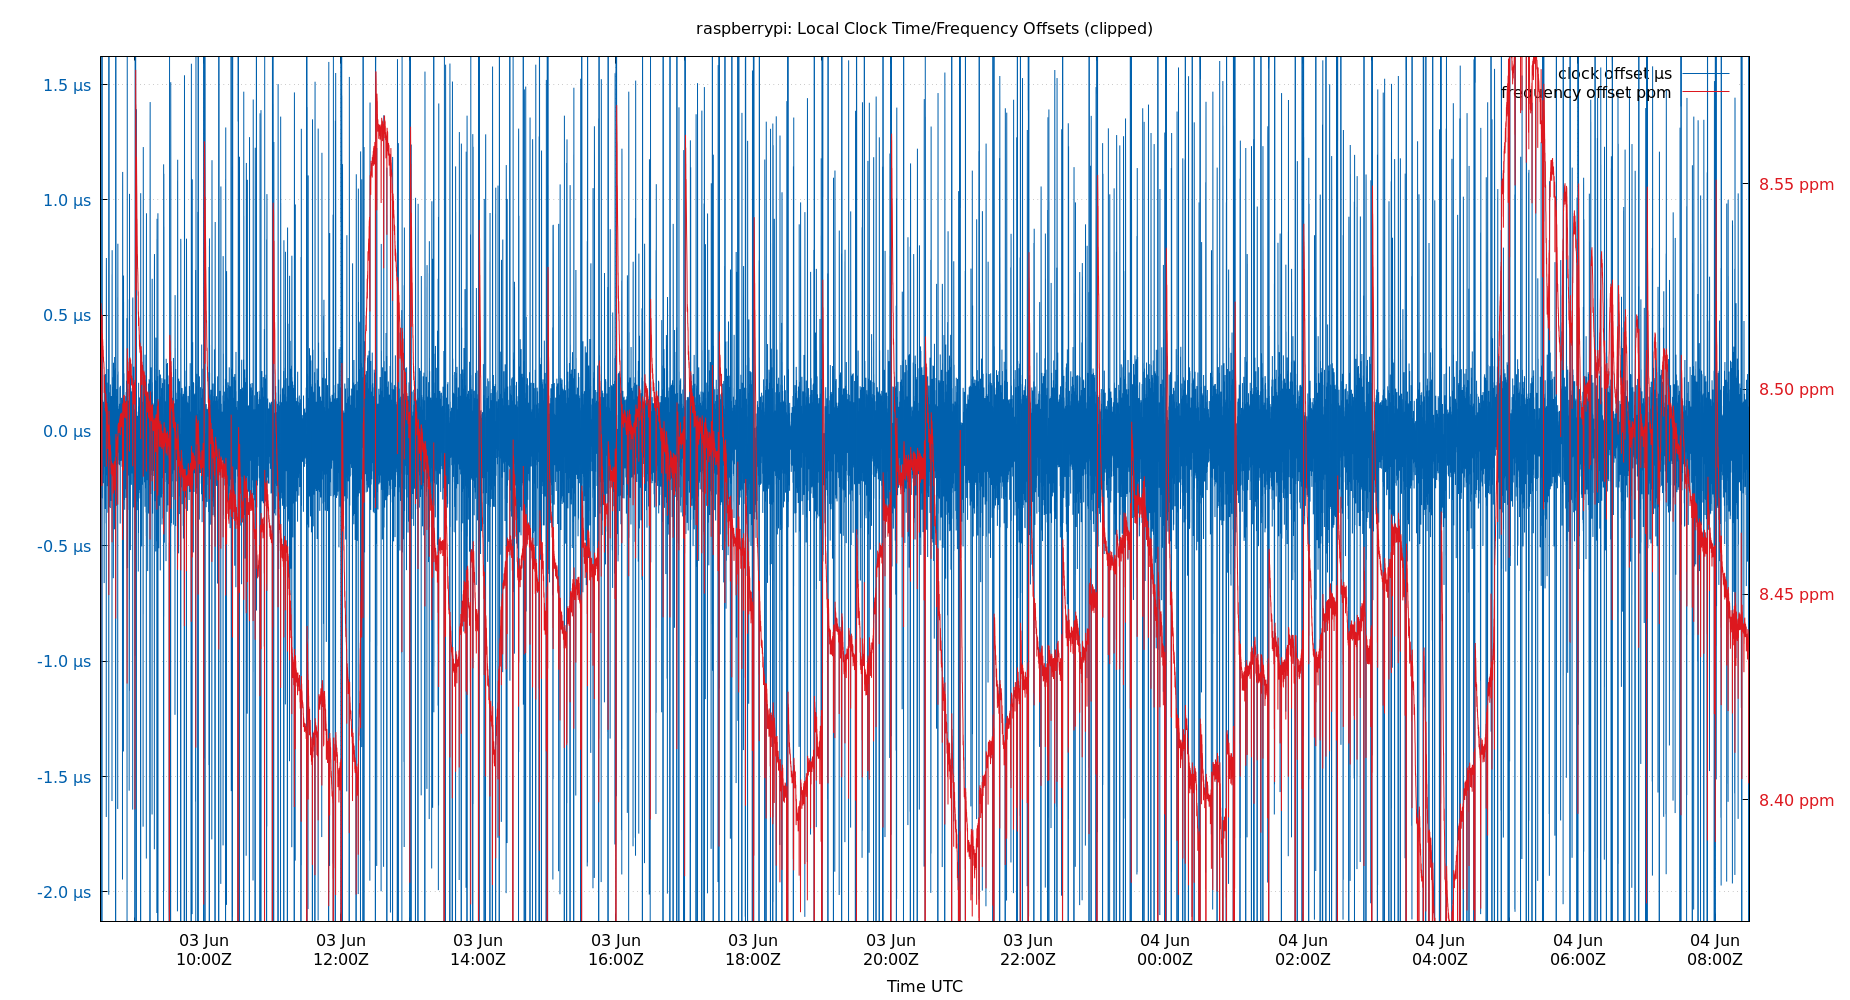 raspberrypi: Local Clock Time/Frequency Offsets (clipped)
clock offset µs
frequency offset ppm
1.5 µs
1.0 µs
0.5 µs
0.0 µs
-0.5 µs
-1.0 µs
-1.5 µs
-2.0 µs
8.55 ppm
8.50 ppm
8.45 ppm
8.40 ppm
03 Jun 03 Jun 03 Jun 03 Jun 03 Jun 03 Jun 03 Jun 04 Jun 04 Jun 04 Jun 04 Jun 04 Jun
10:00Z 12:00Z 14:00Z 16:00Z 18:00Z 20:00Z 22:00Z 00:00Z 02:00Z 04:00Z 06:00Z 08:00Z
Time UTC